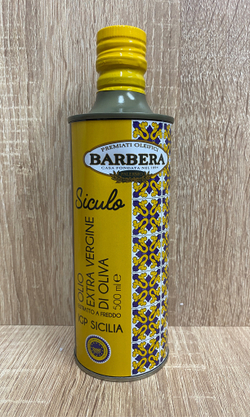 PREMIATI OLEIFICI
BARBERA
CASA FONDATA NEL 1894
Siculo
OLIO
EXTRA VERGINE
DI OLIVA
ESTRATTO A FREDDO
500 ml e
IGP SICILIA